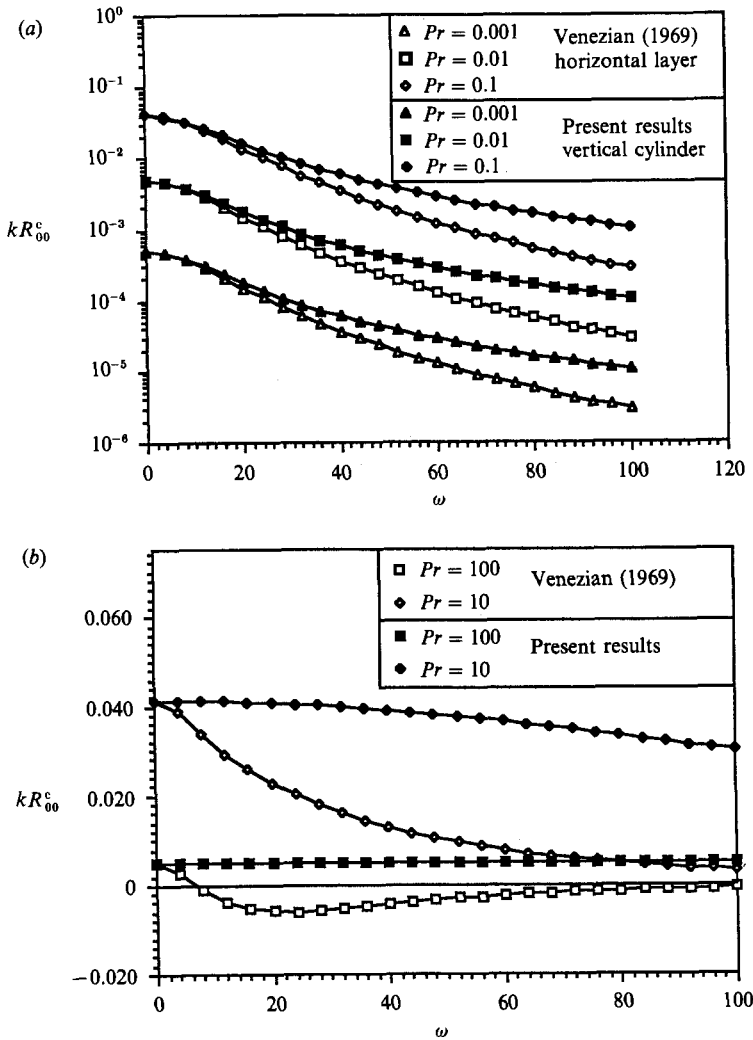 (a)
10^0
10^{-1}
10^{-2}
10^{-3}
10^{-4}
10^{-5}
10^{-6}
kR^c_{00}
Pr = 0.001
Pr = 0.01
Pr = 0.1
Venezian (1969)
horizontal layer
Pr = 0.001
Pr = 0.01
Pr = 0.1
Present results
vertical cylinder
0 20 40 60 80 100 120
ω
(b)
0.060
0.040
0.020
0
−0.020
kR^c_{00}
Pr = 100
Pr = 10
Venezian (1969)
Pr = 100
Pr = 10
Present results
0 20 40 60 80 100
ω